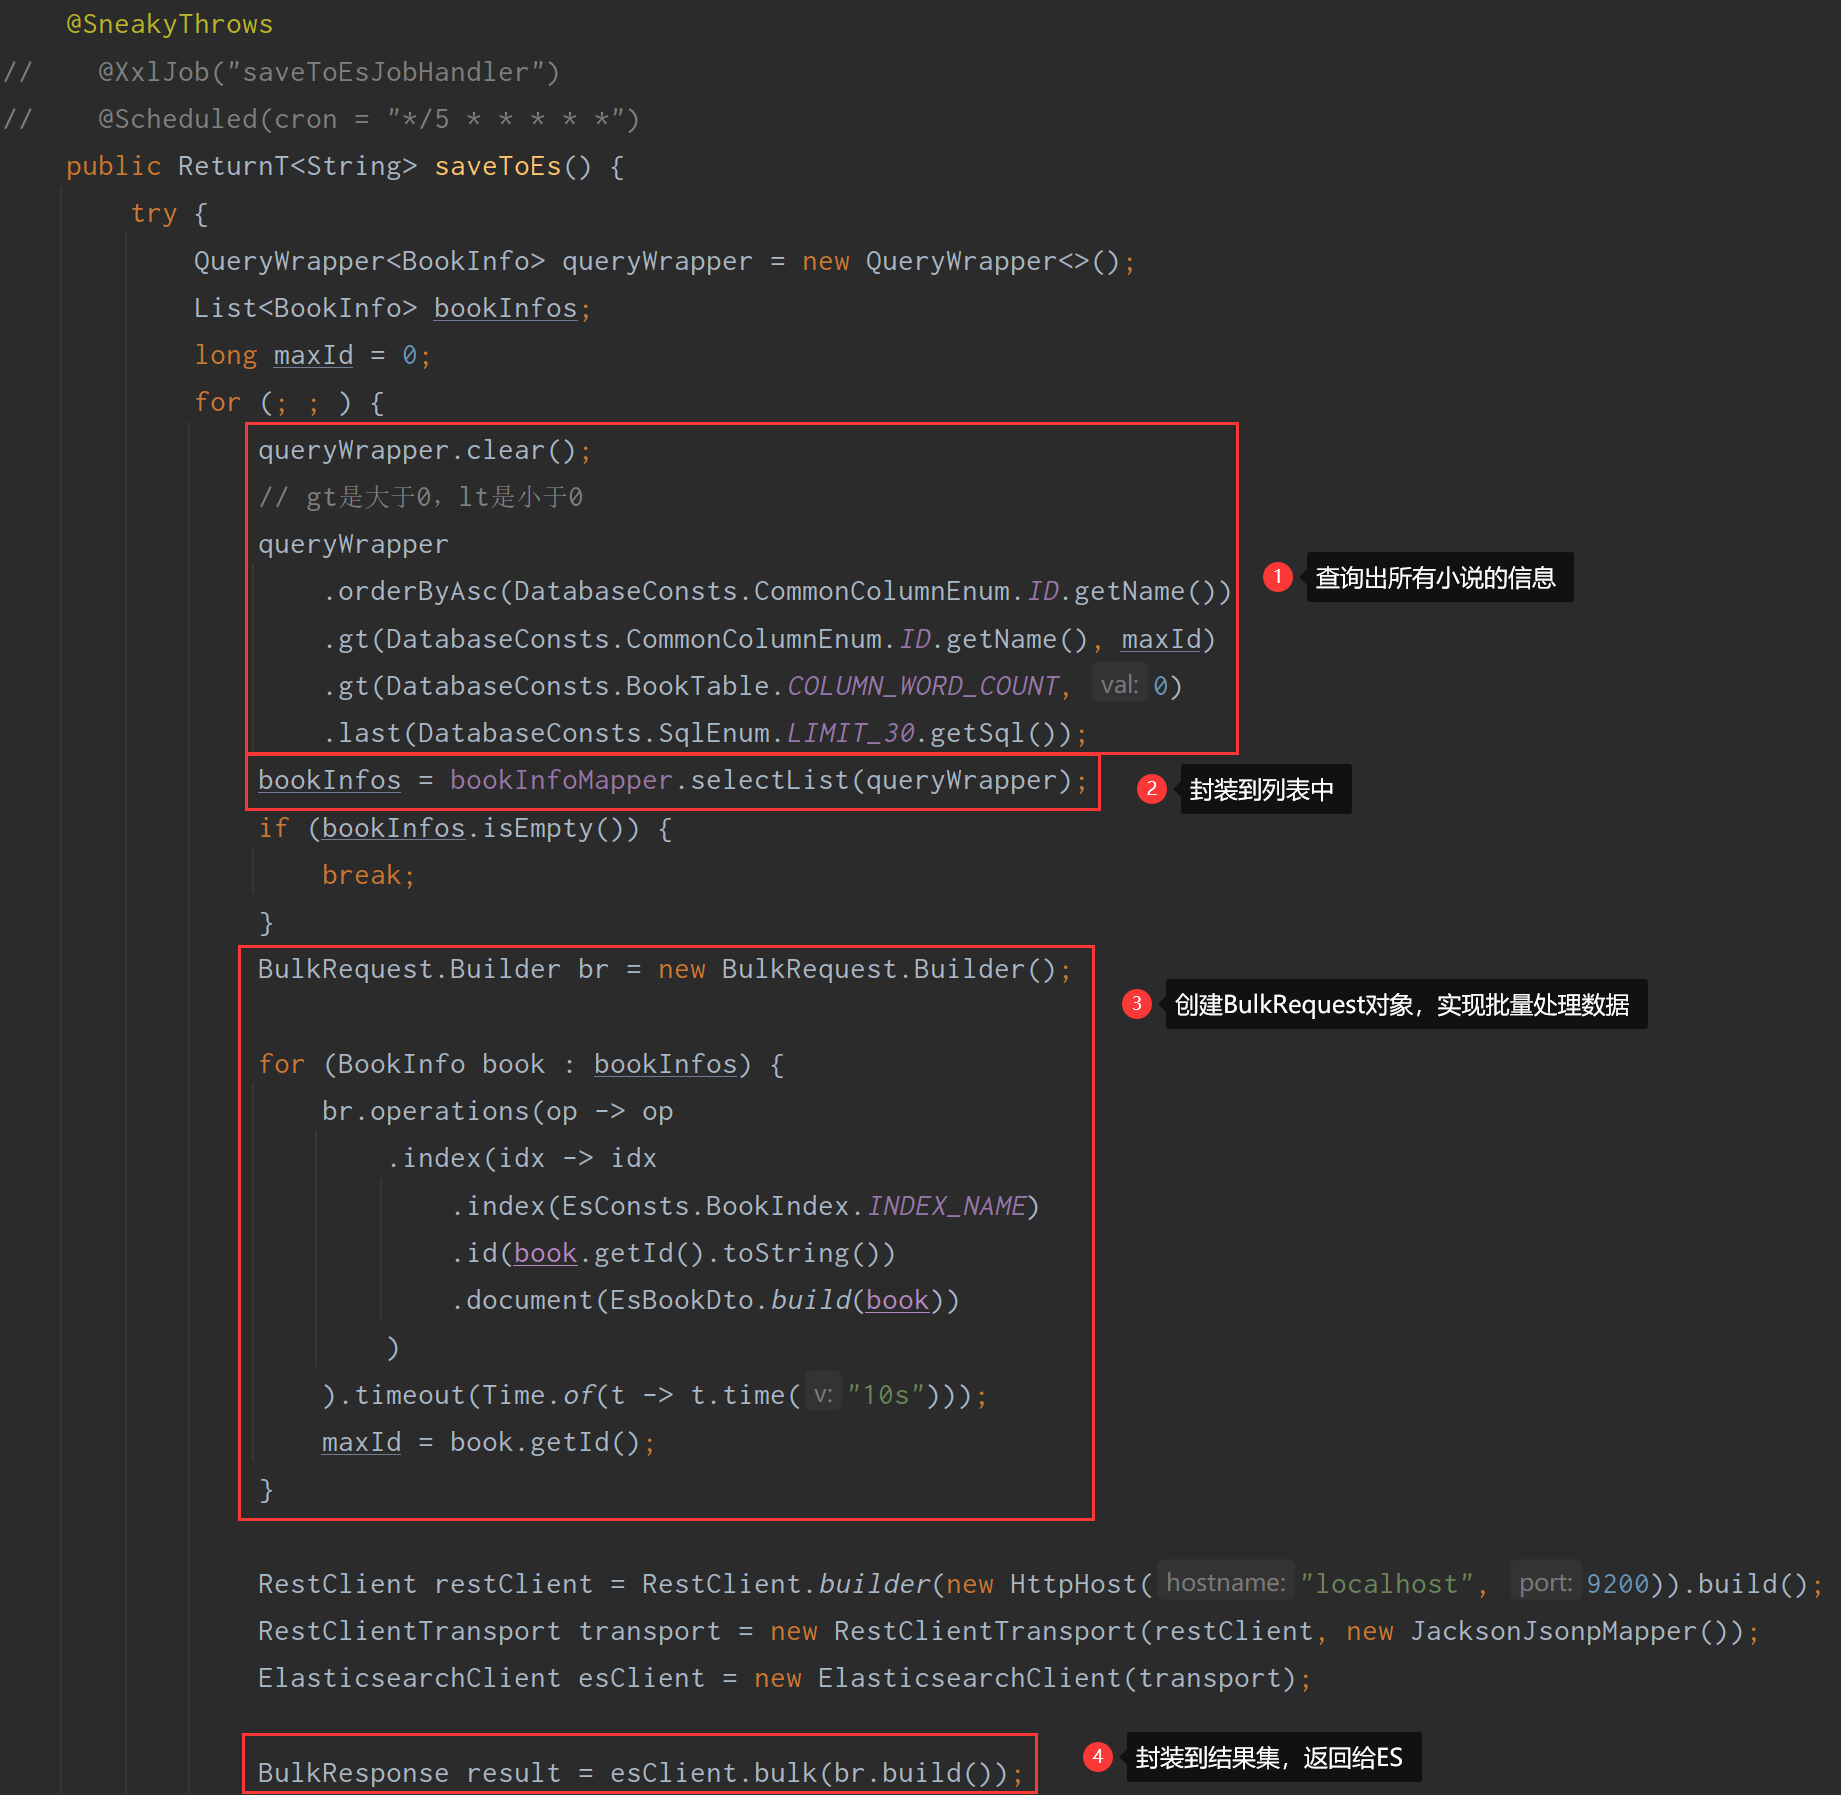 @SneakyThrows
//    @XxlJob("saveToEsJobHandler")
//    @Scheduled(cron = "*/5 * * * * *")
public ReturnT<String> saveToEs() {
try {
QueryWrapper<BookInfo> queryWrapper = new QueryWrapper<>();
List<BookInfo> bookInfos;
long maxId = 0;
for (; ; ) {
queryWrapper.clear();
// gt是大于0，lt是小于0
queryWrapper
.orderByAsc(DatabaseConsts.CommonColumnEnum.ID.getName())
1 查询出所有小说的信息
.gt(DatabaseConsts.CommonColumnEnum.ID.getName(), maxId)
.gt(DatabaseConsts.BookTable.COLUMN_WORD_COUNT, val: 0)
.last(DatabaseConsts.SqlEnum.LIMIT_30.getSql());
bookInfos = bookInfoMapper.selectList(queryWrapper);
2 封装到列表中
if (bookInfos.isEmpty()) {
break;
}
BulkRequest.Builder br = new BulkRequest.Builder();
3 创建BulkRequest对象，实现批量处理数据
for (BookInfo book : bookInfos) {
br.operations(op -> op
.index(idx -> idx
.index(EsConsts.BookIndex.INDEX_NAME)
.id(book.getId().toString())
.document(EsBookDto.build(book))
)
).timeout(Time.of(t -> t.time( v: "10s")));
maxId = book.getId();
}
RestClient restClient = RestClient.builder(new HttpHost( hostname: "localhost", port: 9200)).build();
RestClientTransport transport = new RestClientTransport(restClient, new JacksonJsonpMapper());
ElasticsearchClient esClient = new ElasticsearchClient(transport);
BulkResponse result = esClient.bulk(br.build());
4 封装到结果集，返回给ES